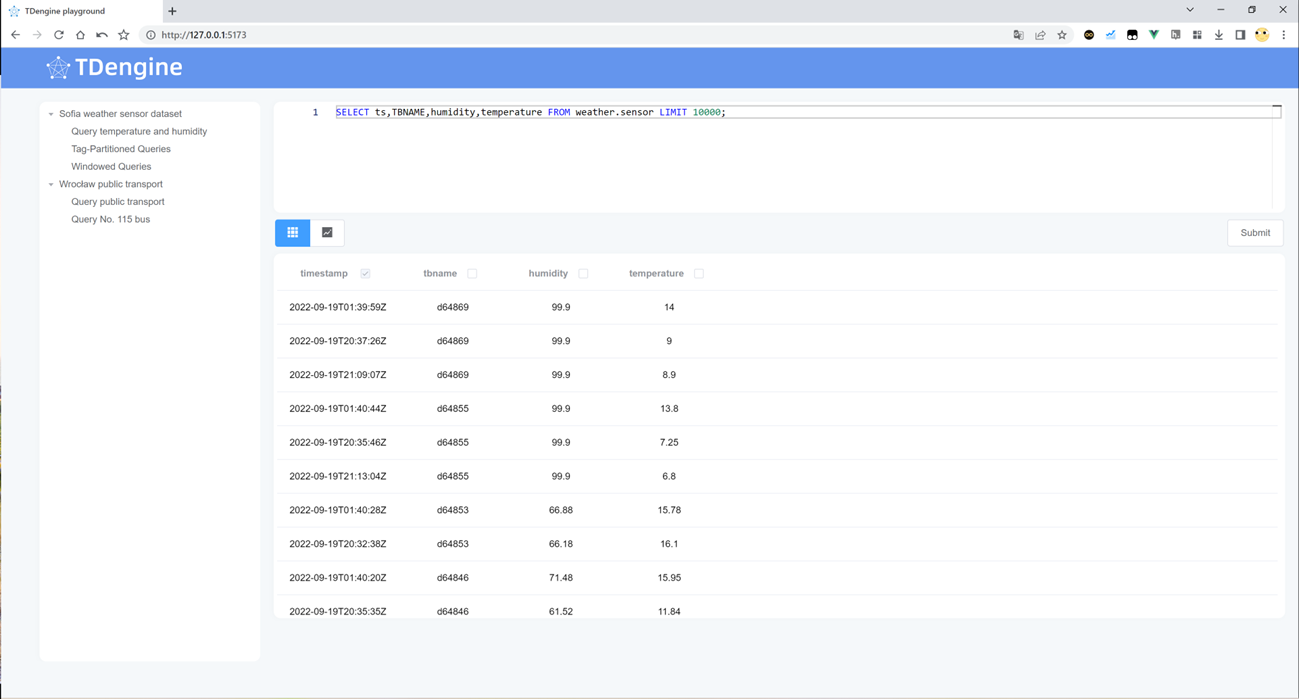 TDengine playground
http://127.0.0.1:5173
TDengine
Sofia weather sensor dataset
Query temperature and humidity
Tag-Partitioned Queries
Windowed Queries
Wrocław public transport
Query public transport
Query No. 115 bus
1 SELECT ts,TBNAME,humidity,temperature FROM weather.sensor LIMIT 10000;
Submit
timestamp tbname humidity temperature
2022-09-19T01:39:59Z d64869 99.9 14
2022-09-19T20:37:26Z d64869 99.9 9
2022-09-19T21:09:07Z d64869 99.9 8.9
2022-09-19T01:40:44Z d64855 99.9 13.8
2022-09-19T20:35:46Z d64855 99.9 7.25
2022-09-19T21:13:04Z d64855 99.9 6.8
2022-09-19T01:40:28Z d64853 66.88 15.78
2022-09-19T20:32:38Z d64853 66.18 16.1
2022-09-19T01:40:20Z d64846 71.48 15.95
2022-09-19T20:35:35Z d64846 61.52 11.84